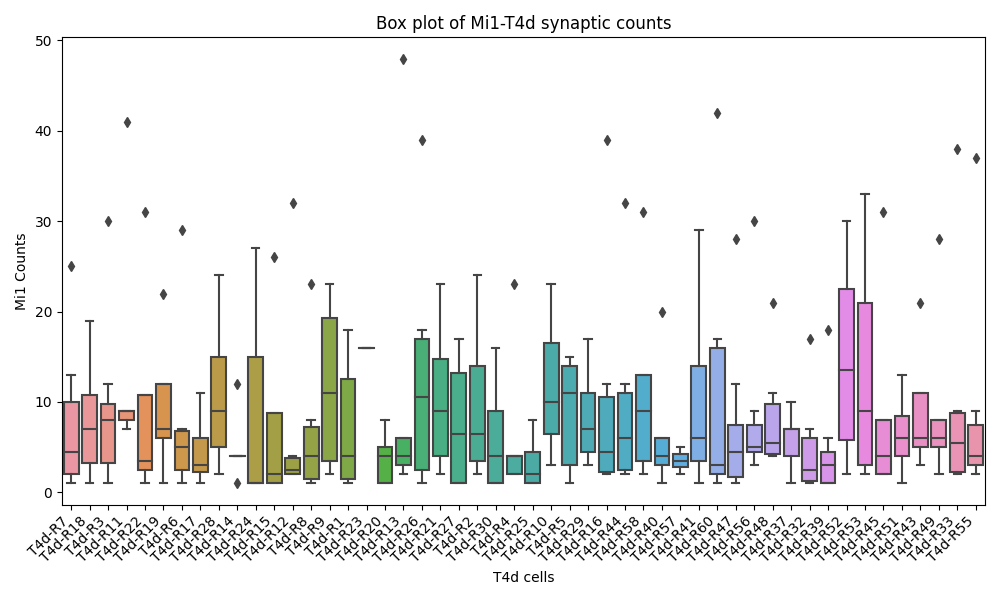 Box plot of Mi1-T4d synaptic counts
Mi1 Counts
50
40
30
20
10
0
T4d-R7
T4d-R18
T4d-R3
T4d-R11
T4d-R22
T4d-R19
T4d-R6
T4d-R17
T4d-R28
T4d-R14
T4d-R24
T4d-R15
T4d-R12
T4d-R8
T4d-R9
T4d-R1
T4d-R23
T4d-R20
T4d-R13
T4d-R26
T4d-R21
T4d-R27
T4d-R2
T4d-R30
T4d-R4
T4d-R25
T4d-R10
T4d-R5
T4d-R29
T4d-R16
T4d-R44
T4d-R58
T4d-R40
T4d-R57
T4d-R41
T4d-R60
T4d-R47
T4d-R56
T4d-R48
T4d-R37
T4d-R32
T4d-R39
T4d-R52
T4d-R53
T4d-R45
T4d-R51
T4d-R43
T4d-R49
T4d-R33
T4d-R55
T4d cells